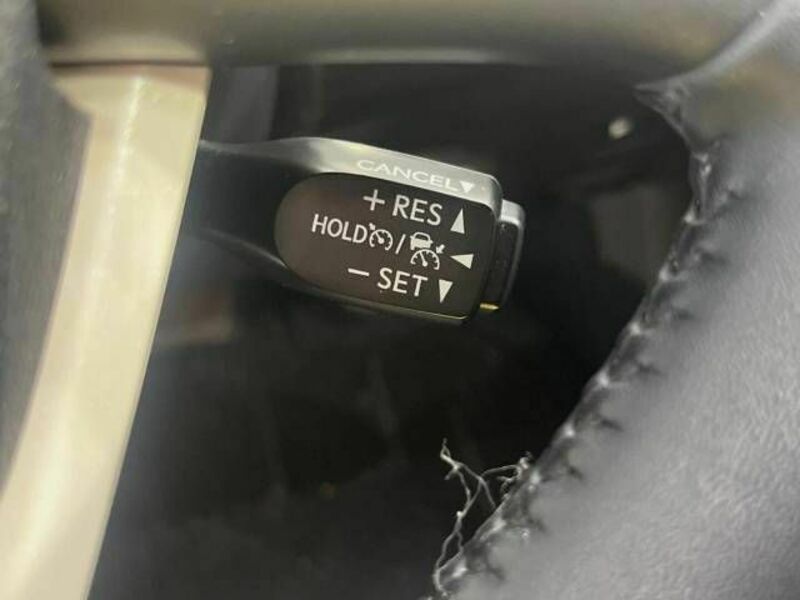 CANCEL▼
+ RES ▲
HOLD / ◀
− SET ▼